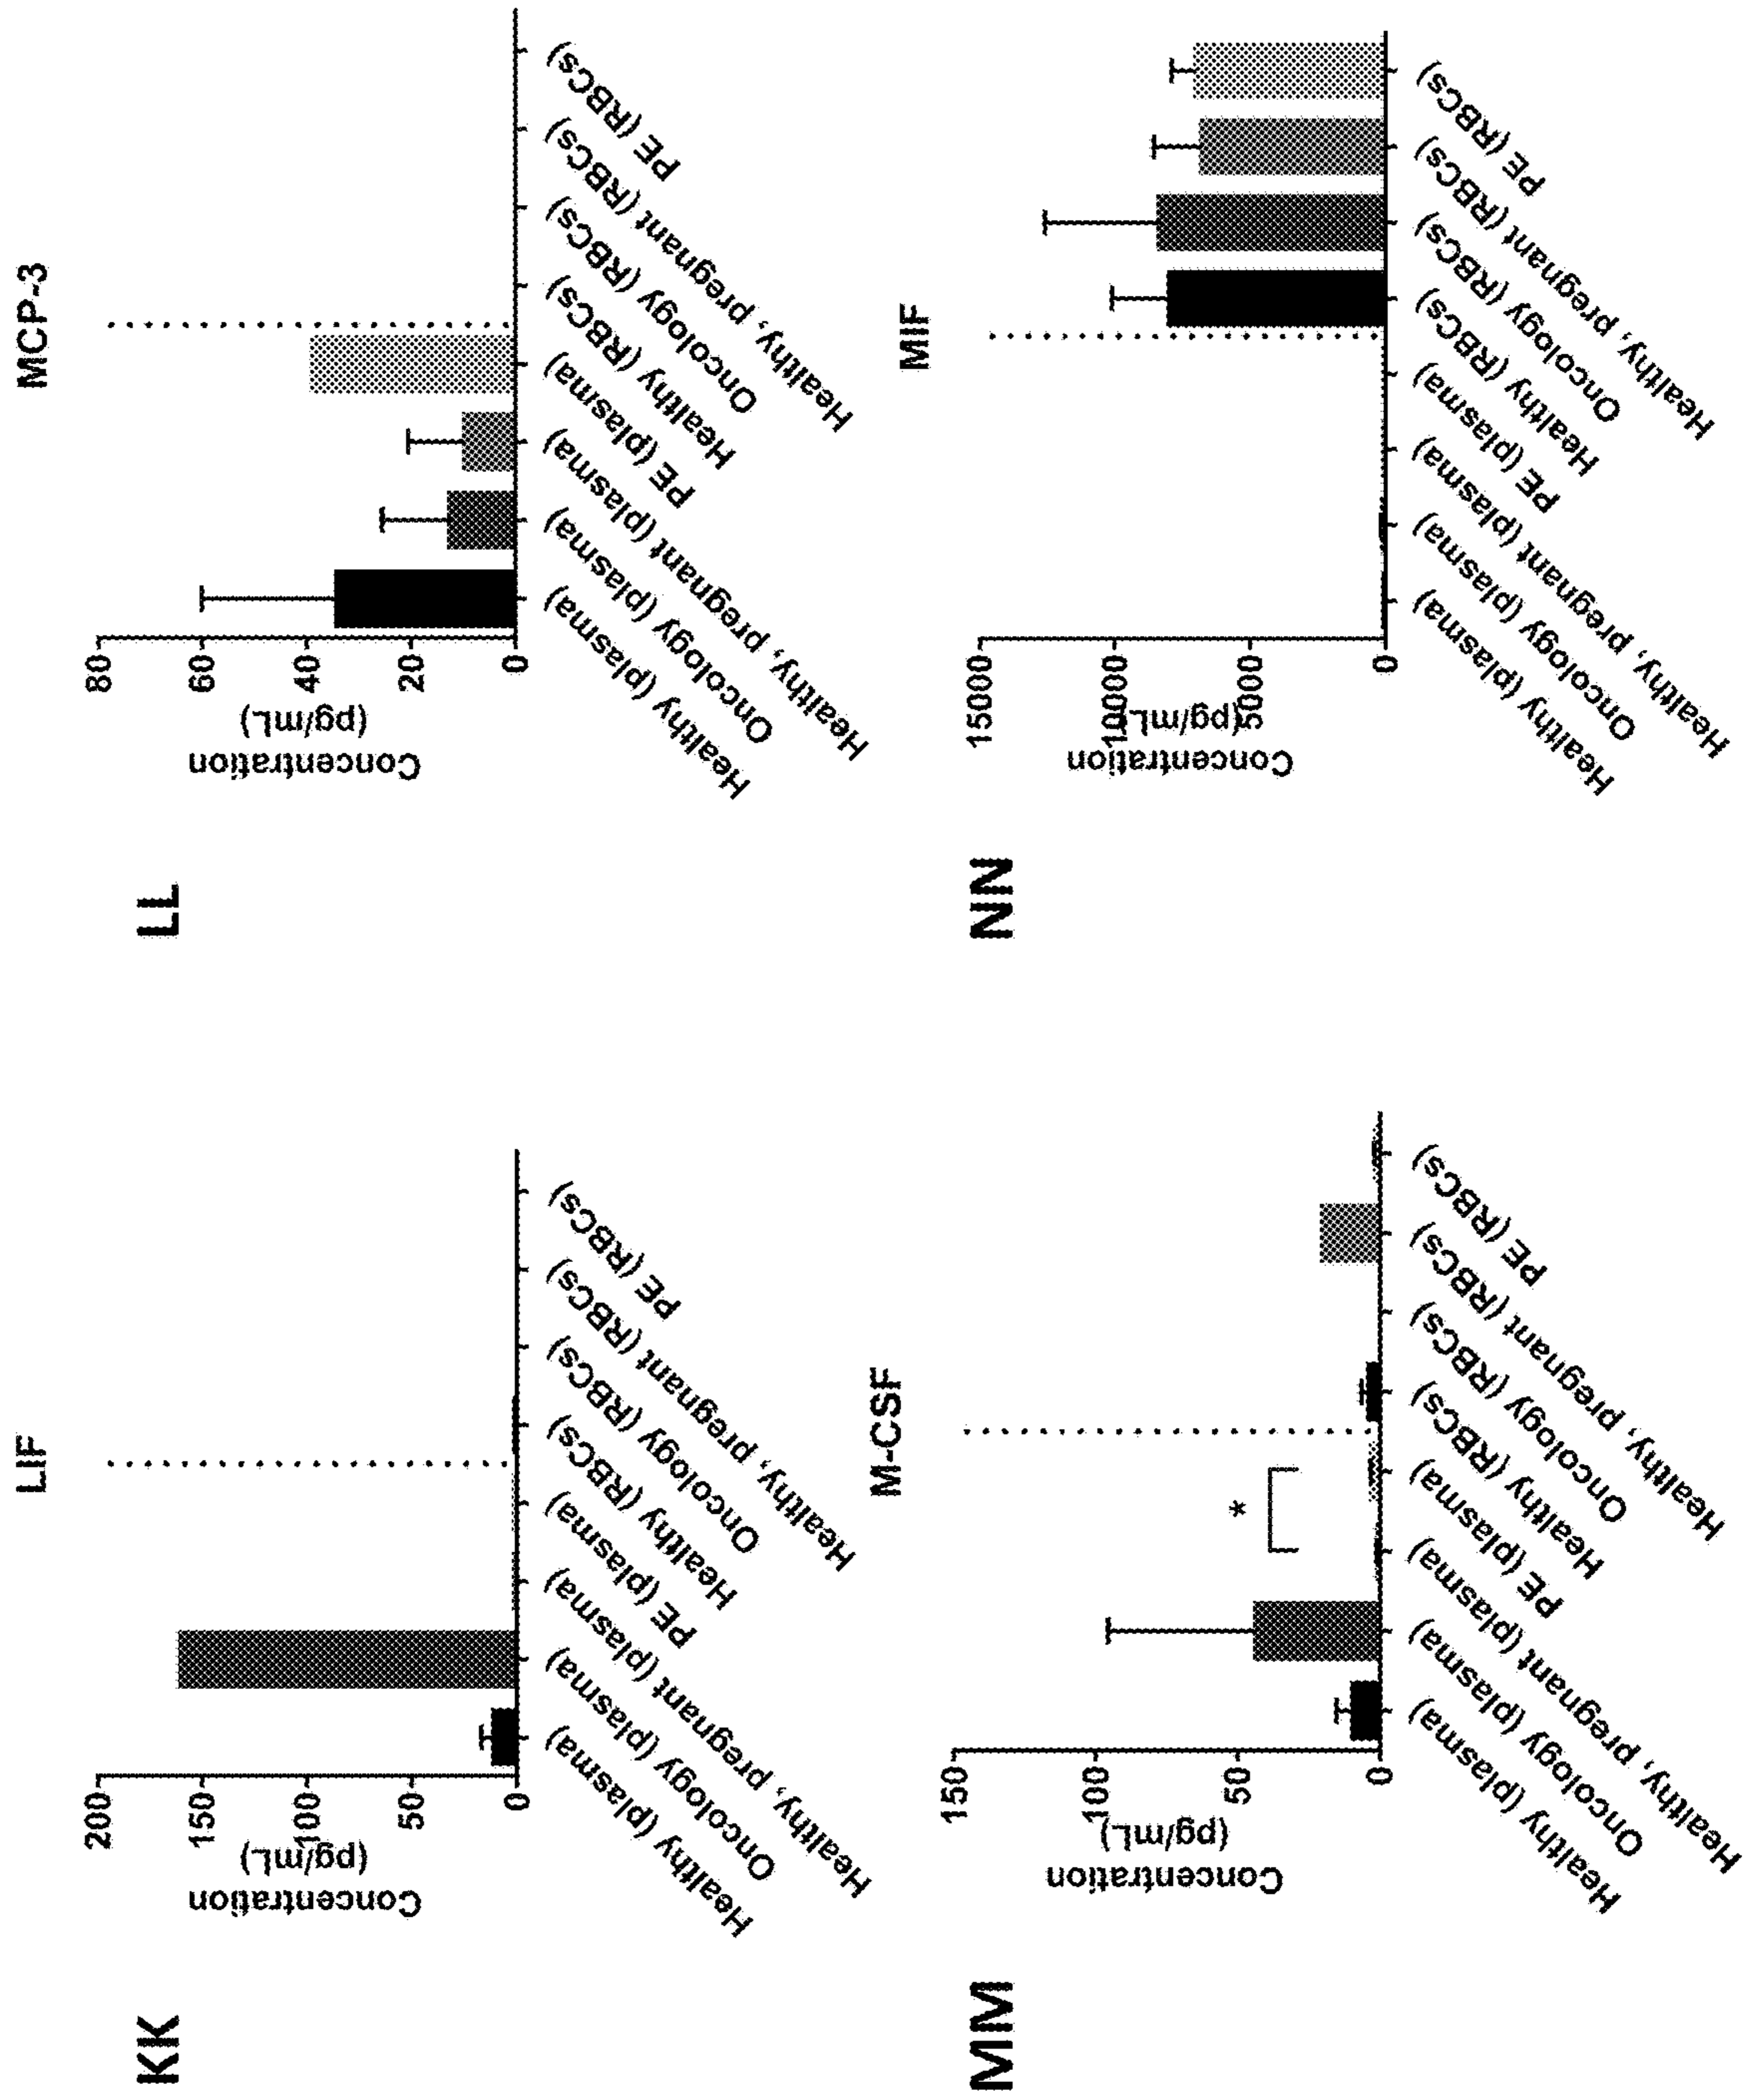 KK
LIF
Concentration
(pg/mL)
200
150
100
50
0
Healthy (plasma)
Oncology (plasma)
Healthy, pregnant (plasma)
PE (plasma)
Healthy (RBCs)
Oncology (RBCs)
Healthy, pregnant (RBCs)
PE (RBCs)
LL
MCP-3
Concentration
(pg/mL)
80
60
40
20
0
Healthy (plasma)
Oncology (plasma)
Healthy, pregnant (plasma)
PE (plasma)
Healthy (RBCs)
Oncology (RBCs)
Healthy, pregnant (RBCs)
PE (RBCs)
MM
M-CSF
Concentration
(pg/mL)
150
100
50
0
*
Healthy (plasma)
Oncology (plasma)
Healthy, pregnant (plasma)
PE (plasma)
Healthy (RBCs)
Oncology (RBCs)
Healthy, pregnant (RBCs)
PE (RBCs)
NN
MIF
Concentration
(pg/mL)
15000
10000
5000
0
Healthy (plasma)
Oncology (plasma)
Healthy, pregnant (plasma)
PE (plasma)
Healthy (RBCs)
Oncology (RBCs)
Healthy, pregnant (RBCs)
PE (RBCs)